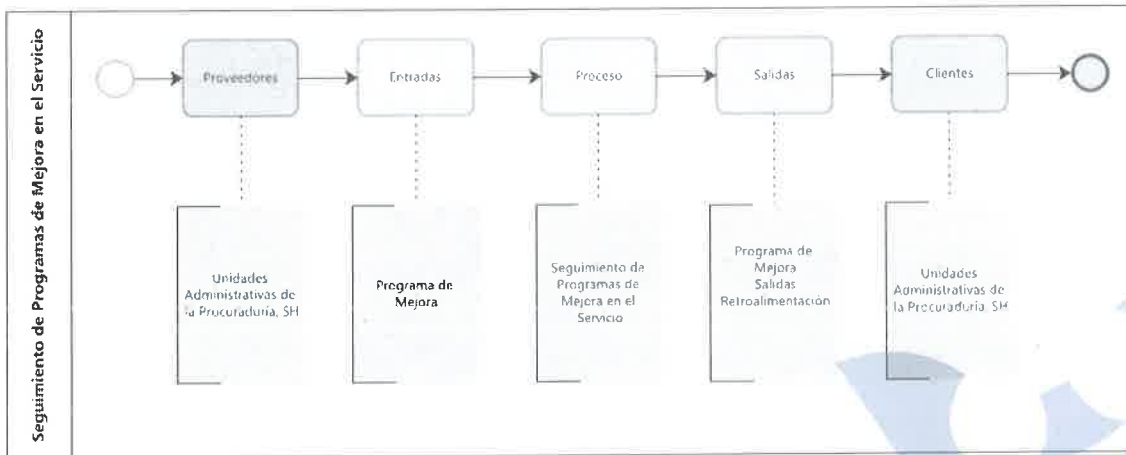 Seguimiento de Programas de Mejora en el Servicio
Proveedores
Entradas
Proceso
Salidas
Clientes
Unidades
Administrativas de
la Procuraduría, SH
Programa de
Mejora
Seguimiento de
Programas de
Mejora en el
Servicio
Programa de
Mejora
Salidas
Retroalimentación
Unidades
Administrativas de
la Procuraduría, SH